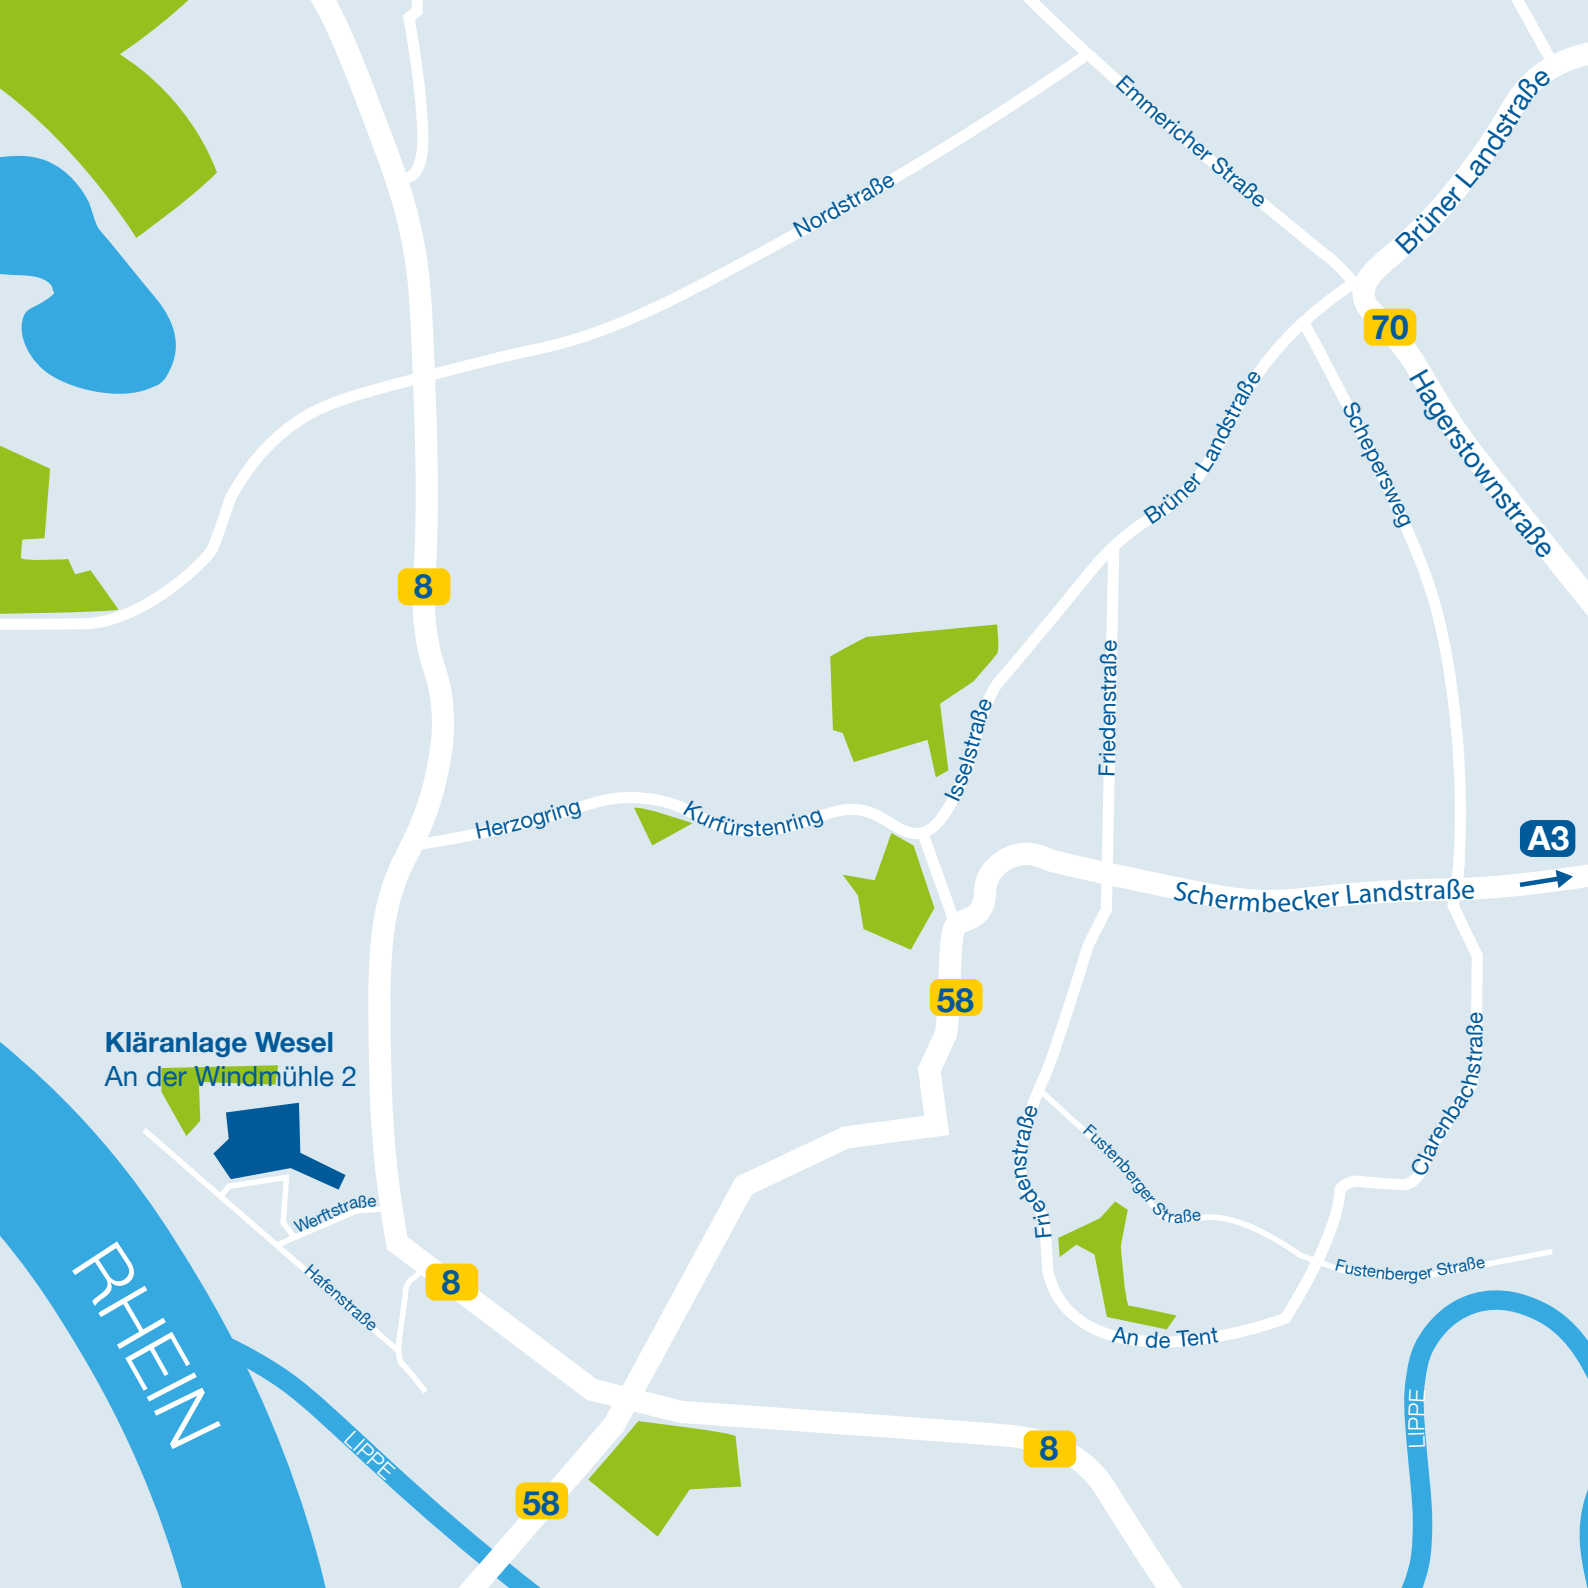 Emmericher Straße
Brüner Landstraße
Nordstraße
70
Hagerstownstraße
Brüner Landstraße
Schepersweg
8
Friedenstraße
Isselstraße
Herzogring
Kurfürstenring
A3
Schermbecker Landstraße
58
Kläranlage Wesel
An der Windmühle 2
Clarenbachstraße
Friedenstraße
Fustenberger Straße
Werftstraße
Hafenstraße
8
Fustenberger Straße
RHEIN
An de Tent
LIPPE
LIPPE
8
58